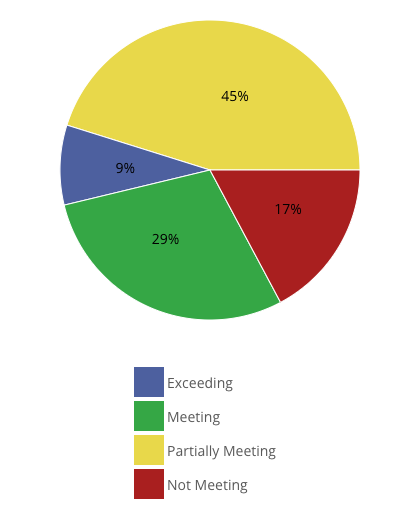 45%
9%
17%
29%
Exceeding
Meeting
Partially Meeting
Not Meeting